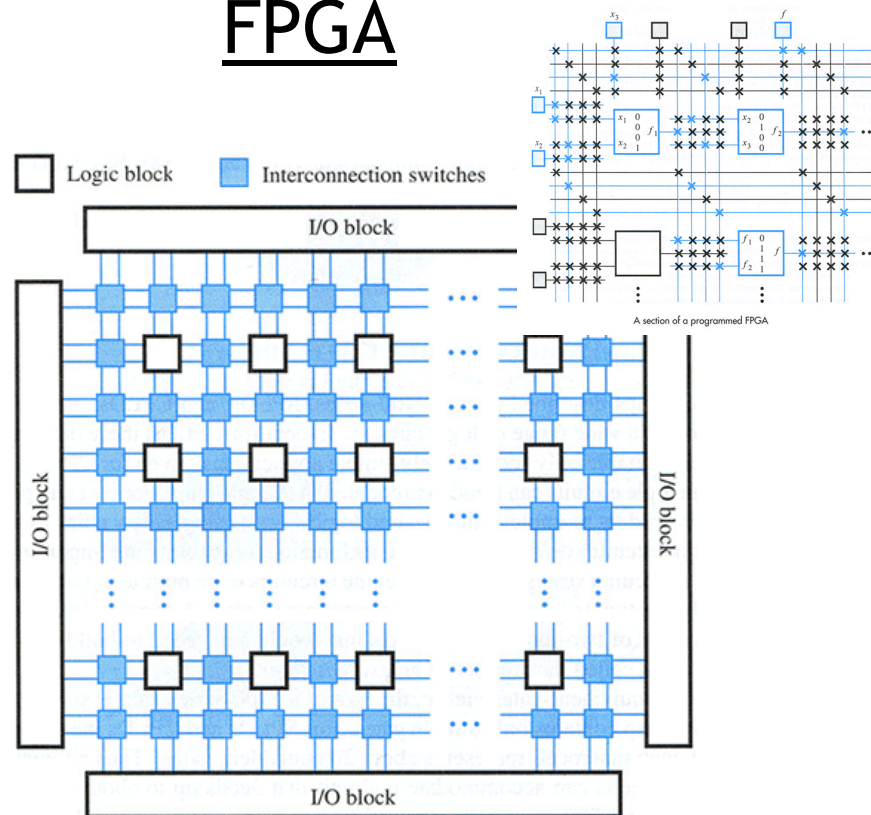 FPGA
x3
f
x1
x1 0
0
0
x2 1
f1
x2 0
1
0
x3 0
f2
x2
...
f1 0
1
1
f2 1
f
...
A section of a programmed FPGA
Logic block
Interconnection switches
I/O block
I/O block
I/O block
I/O block